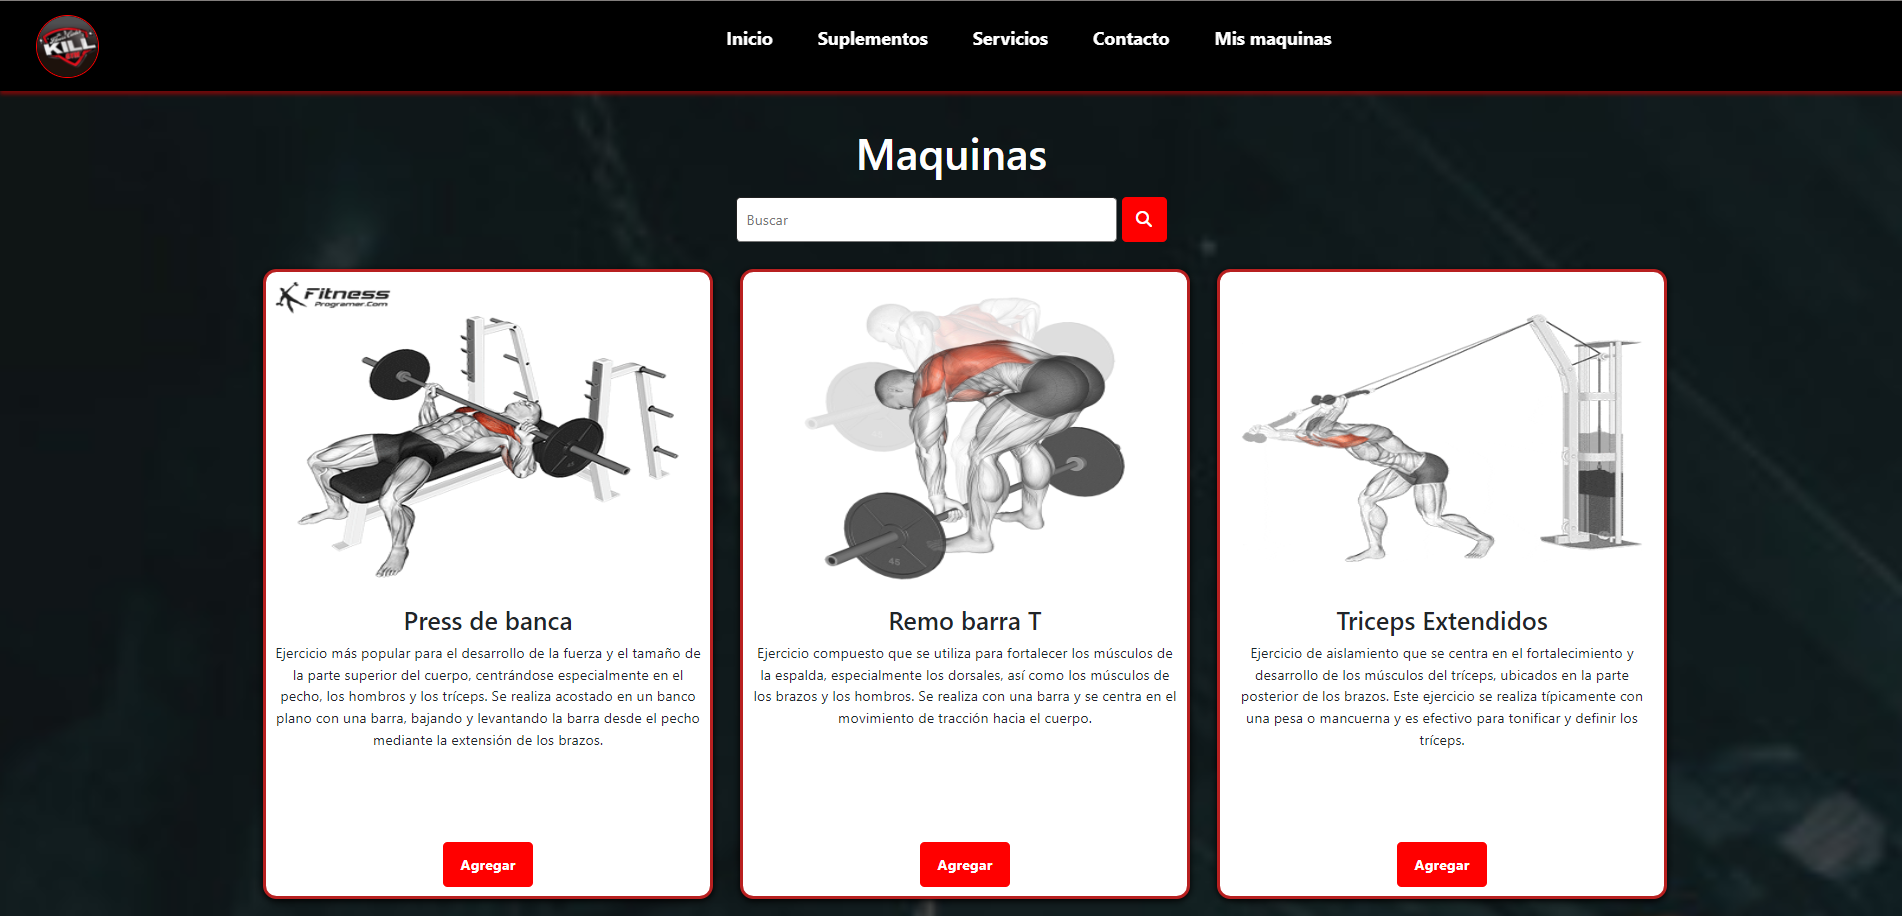 KILL
Inicio
Suplementos
Servicios
Contacto
Mis maquinas
Maquinas
Buscar
Fitness
Programer.Com
Press de banca
Ejercicio más popular para el desarrollo de la fuerza y el tamaño de
la parte superior del cuerpo, centrándose especialmente en el
pecho, los hombros y los tríceps. Se realiza acostado en un banco
plano con una barra, bajando y levantando la barra desde el pecho
mediante la extensión de los brazos.
Agregar
45
Remo barra T
Ejercicio compuesto que se utiliza para fortalecer los músculos de
la espalda, especialmente los dorsales, así como los músculos de
los brazos y los hombros. Se realiza con una barra y se centra en el
movimiento de tracción hacia el cuerpo.
Agregar
Triceps Extendidos
Ejercicio de aislamiento que se centra en el fortalecimiento y
desarrollo de los músculos del tríceps, ubicados en la parte
posterior de los brazos. Este ejercicio se realiza típicamente con
una pesa o mancuerna y es efectivo para tonificar y definir los
tríceps.
Agregar